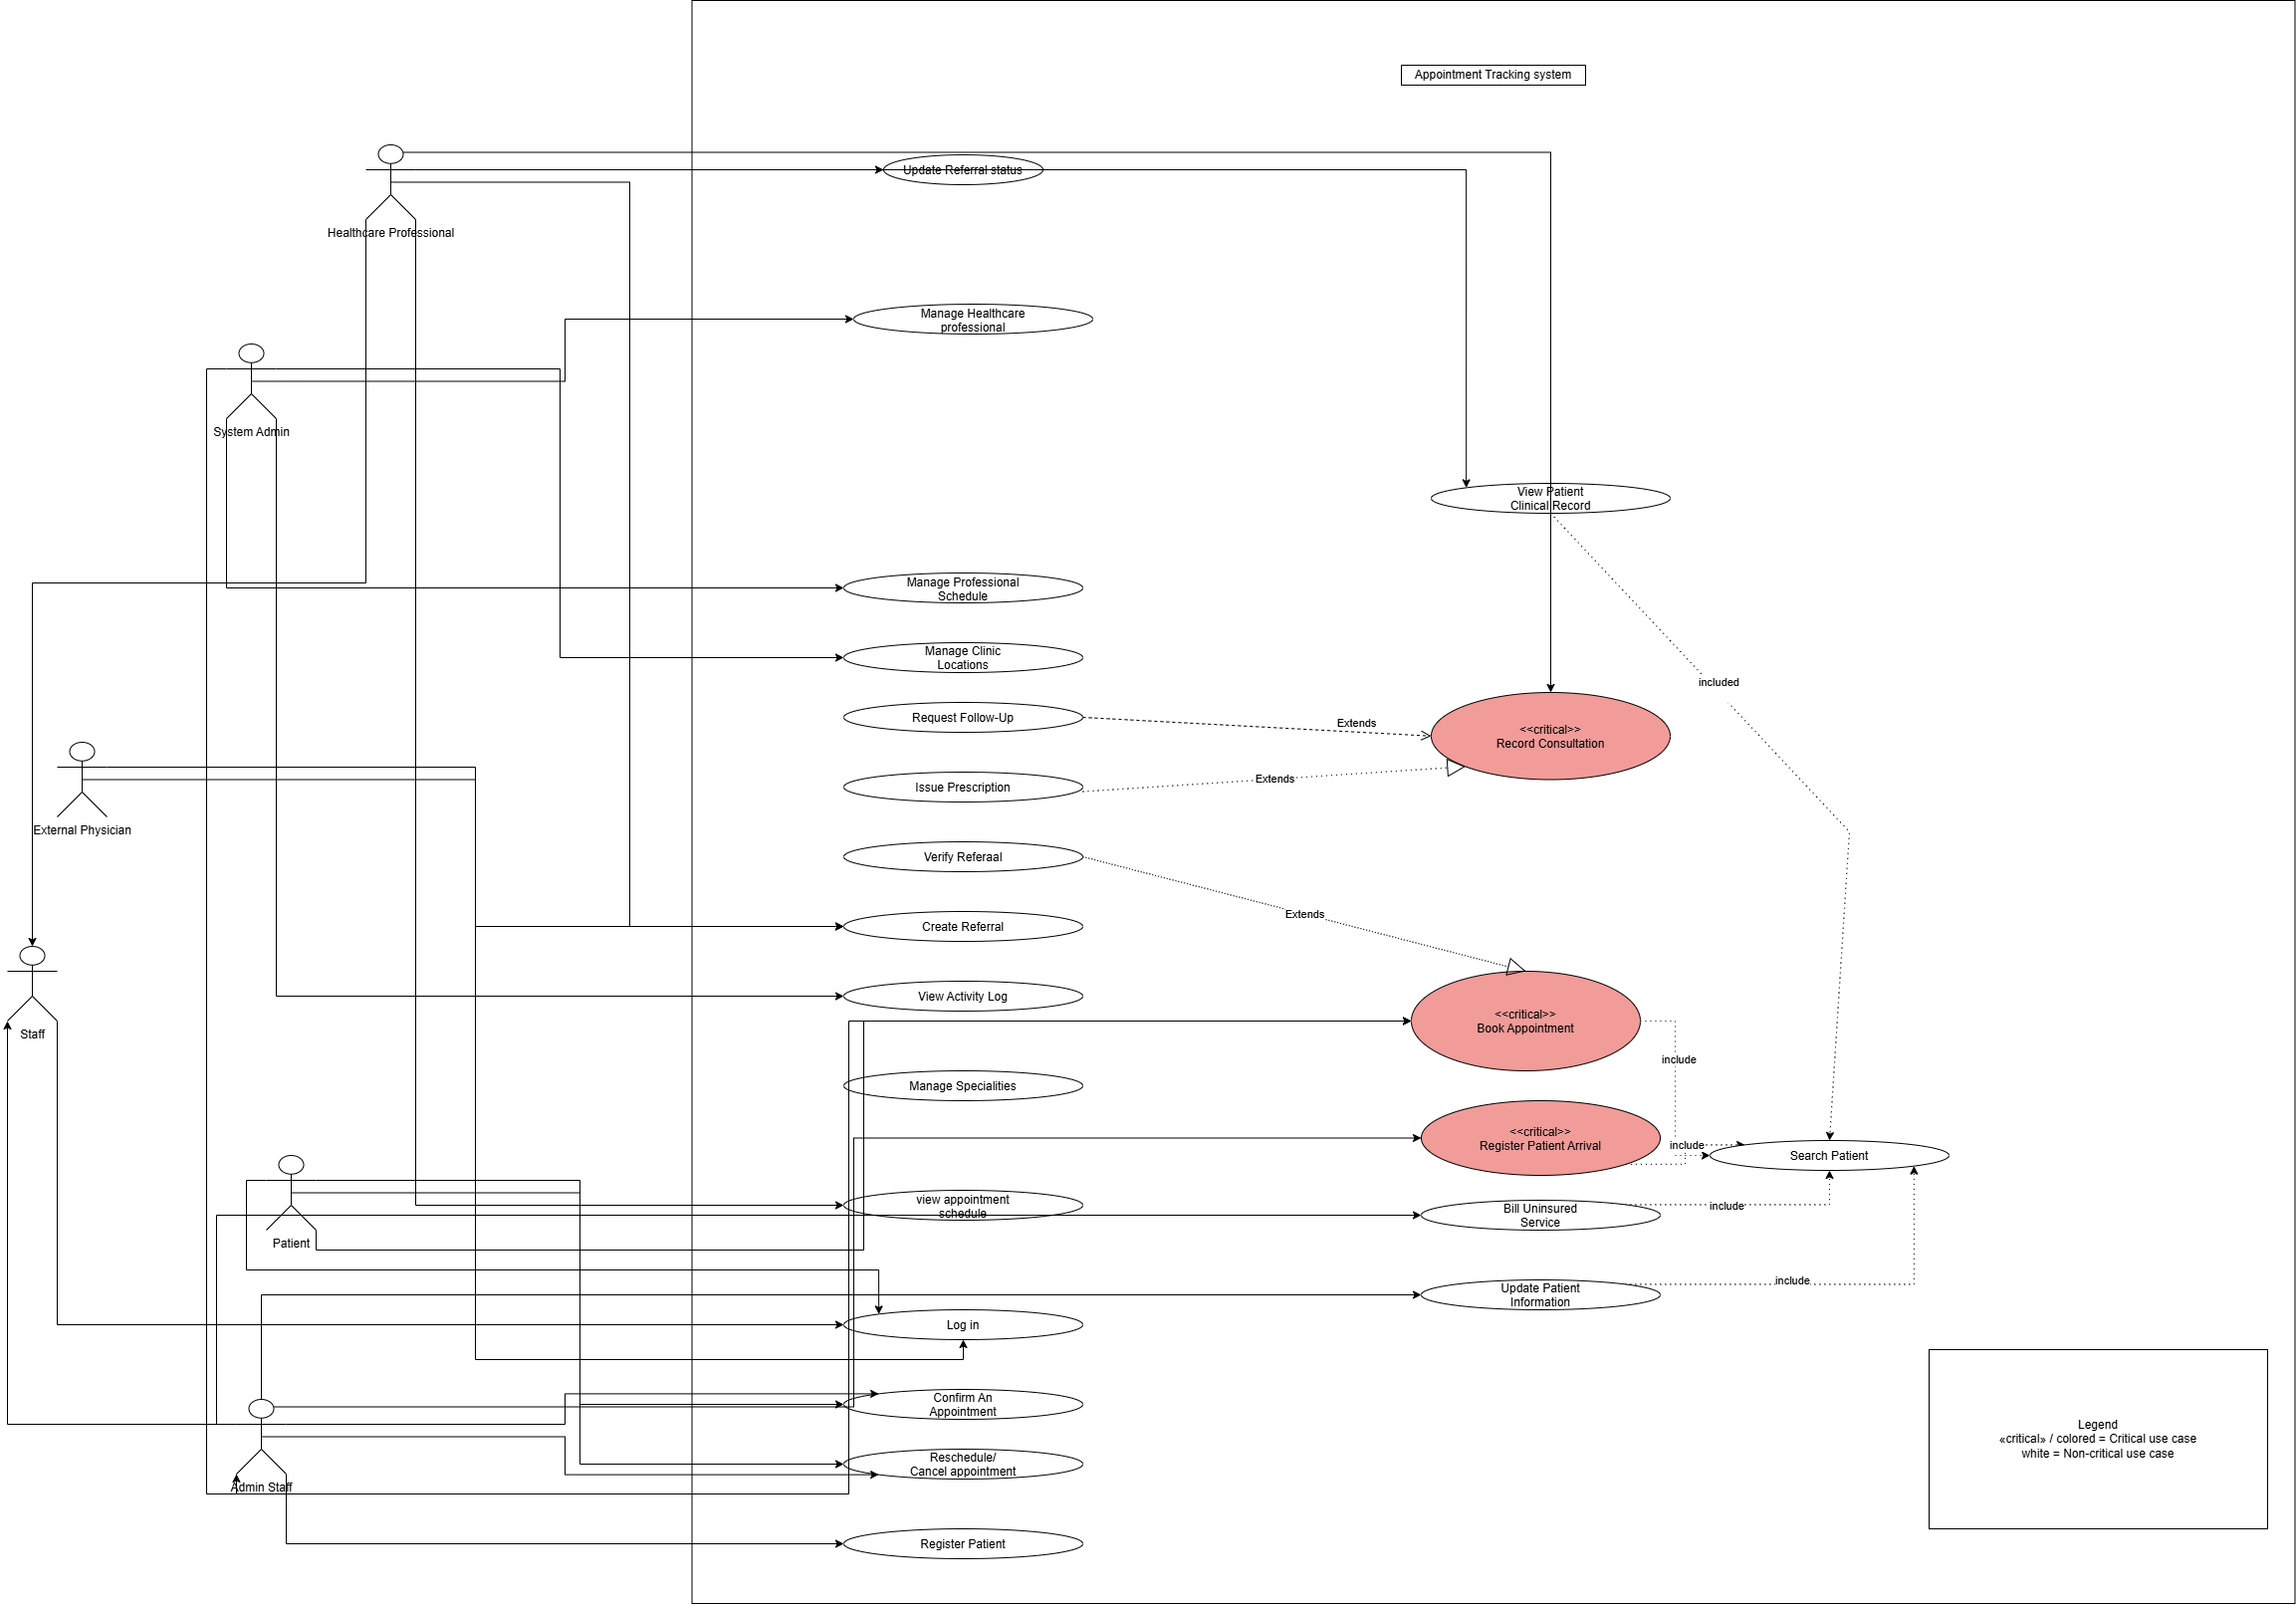 Appointment Tracking system
Update Referral status
Healthcare Professional
Manage Healthcare
professional
System Admin
View Patient
Clinical Record
Manage Professional
Schedule
Manage Clinic
Locations
included
Request Follow-Up
Extends
<<critical>>
Record Consultation
Issue Prescription
Extends
External Physician
Verify Referaal
Extends
Create Referral
View Activity Log
Staff
<<critical>>
Book Appointment
include
Manage Specialities
<<critical>>
Register Patient Arrival
include
Search Patient
view appointment
schedule
Bill Uninsured
Service
include
Patient
Update Patient
Information
include
Log in
Confirm An
Appointment
Reschedule/
Cancel appointment
Admin Staff
Register Patient
Legend
«critical» / colored = Critical use case
white = Non-critical use case